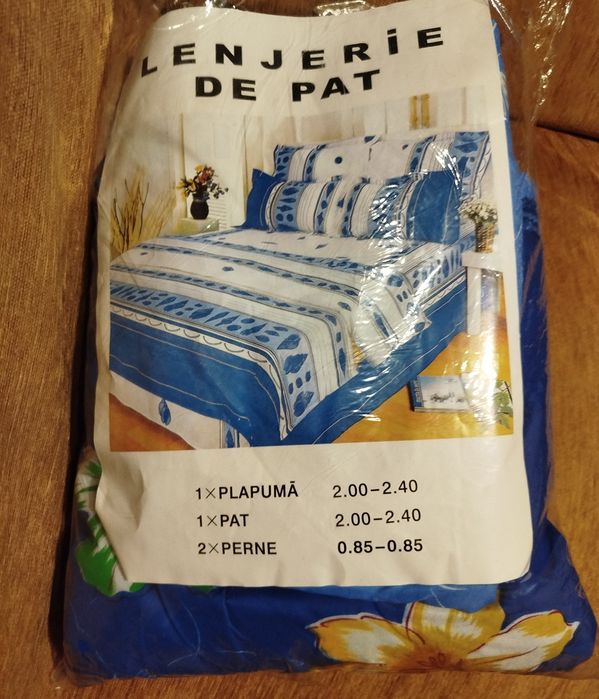 LENJERiE
DE PAT
1×PLAPUMĂ 2.00–2.40
1×PAT 2.00–2.40
2×PERNE 0.85–0.85